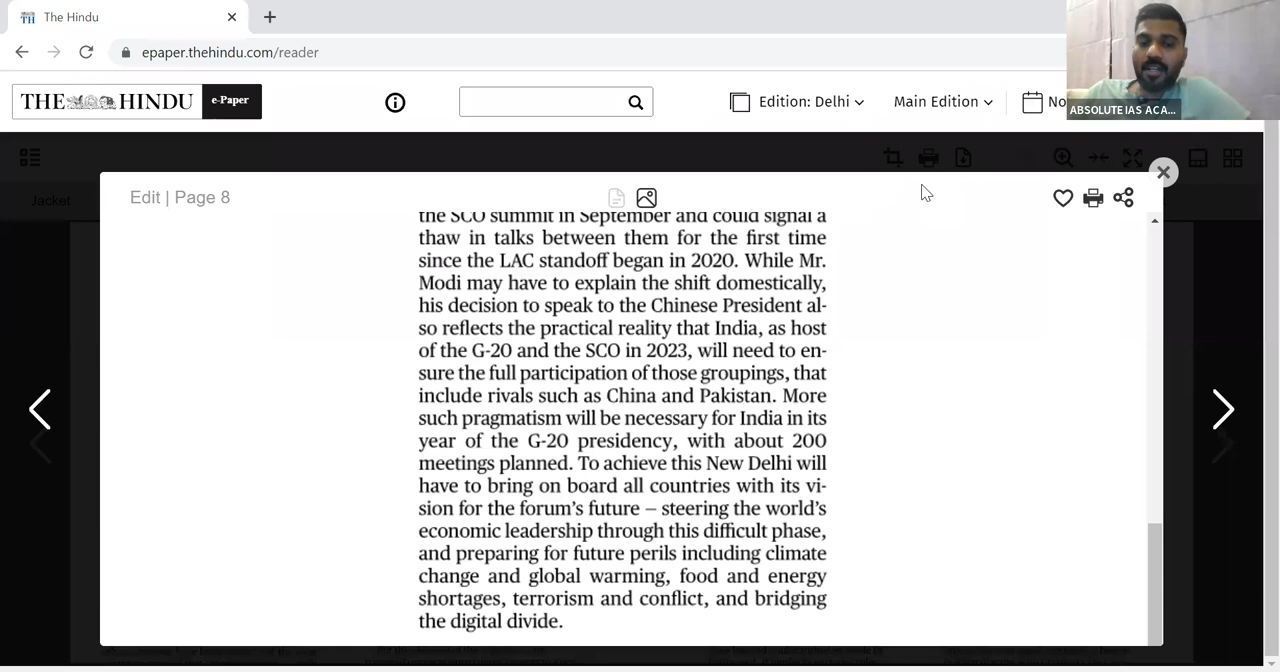 The Hindu
epaper.thehindu.com/reader
THE HINDU
e-Paper
Edition: Delhi
Main Edition
No
ABSOLUTE IAS ACA...
Jacket
Edit | Page 8
the SCO summit in September and could signal a
thaw in talks between them for the first time
since the LAC standoff began in 2020. While Mr.
Modi may have to explain the shift domestically,
his decision to speak to the Chinese President al-
so reflects the practical reality that India, as host
of the G-20 and the SCO in 2023, will need to en-
sure the full participation of those groupings, that
include rivals such as China and Pakistan. More
such pragmatism will be necessary for India in its
year of the G-20 presidency, with about 200
meetings planned. To achieve this New Delhi will
have to bring on board all countries with its vi-
sion for the forum's future — steering the world's
economic leadership through this difficult phase,
and preparing for future perils including climate
change and global warming, food and energy
shortages, terrorism and conflict, and bridging
the digital divide.